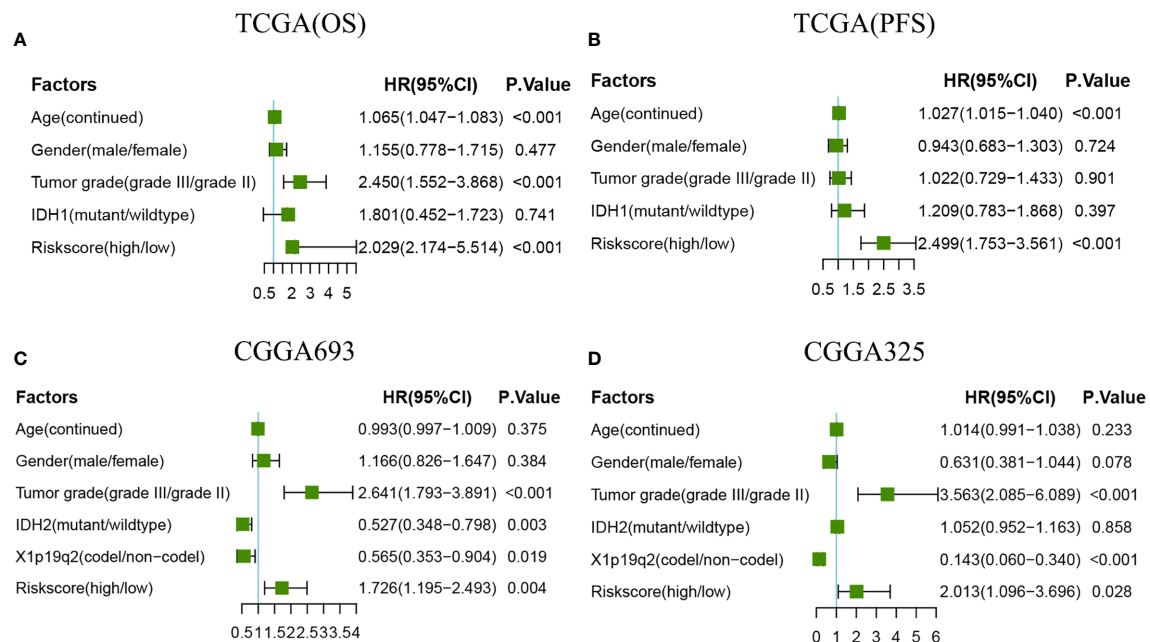 TCGA(OS)
A
Factors HR(95%CI) P.Value
Age(continued) 1.065(1.047−1.083) <0.001
Gender(male/female) 1.155(0.778−1.715) 0.477
Tumor grade(grade III/grade II) 2.450(1.552−3.868) <0.001
IDH1(mutant/wildtype) 1.801(0.452−1.723) 0.741
Riskscore(high/low) 2.029(2.174−5.514) <0.001
0.5 2 3 4 5
TCGA(PFS)
B
Factors HR(95%CI) P.Value
Age(continued) 1.027(1.015−1.040) <0.001
Gender(male/female) 0.943(0.683−1.303) 0.724
Tumor grade(grade III/grade II) 1.022(0.729−1.433) 0.901
IDH1(mutant/wildtype) 1.209(0.783−1.868) 0.397
Riskscore(high/low) 2.499(1.753−3.561) <0.001
0.5 1.5 2.5 3.5
CGGA693
C
Factors HR(95%CI) P.Value
Age(continued) 0.993(0.997−1.009) 0.375
Gender(male/female) 1.166(0.826−1.647) 0.384
Tumor grade(grade III/grade II) 2.641(1.793−3.891) <0.001
IDH2(mutant/wildtype) 0.527(0.348−0.798) 0.003
X1p19q2(codel/non−codel) 0.565(0.353−0.904) 0.019
Riskscore(high/low) 1.726(1.195−2.493) 0.004
0.511.522.533.54
CGGA325
D
Factors HR(95%CI) P.Value
Age(continued) 1.014(0.991−1.038) 0.233
Gender(male/female) 0.631(0.381−1.044) 0.078
Tumor grade(grade III/grade II) 3.563(2.085−6.089) <0.001
IDH2(mutant/wildtype) 1.052(0.952−1.163) 0.858
X1p19q2(codel/non−codel) 0.143(0.060−0.340) <0.001
Riskscore(high/low) 2.013(1.096−3.696) 0.028
0 1 2 3 4 5 6